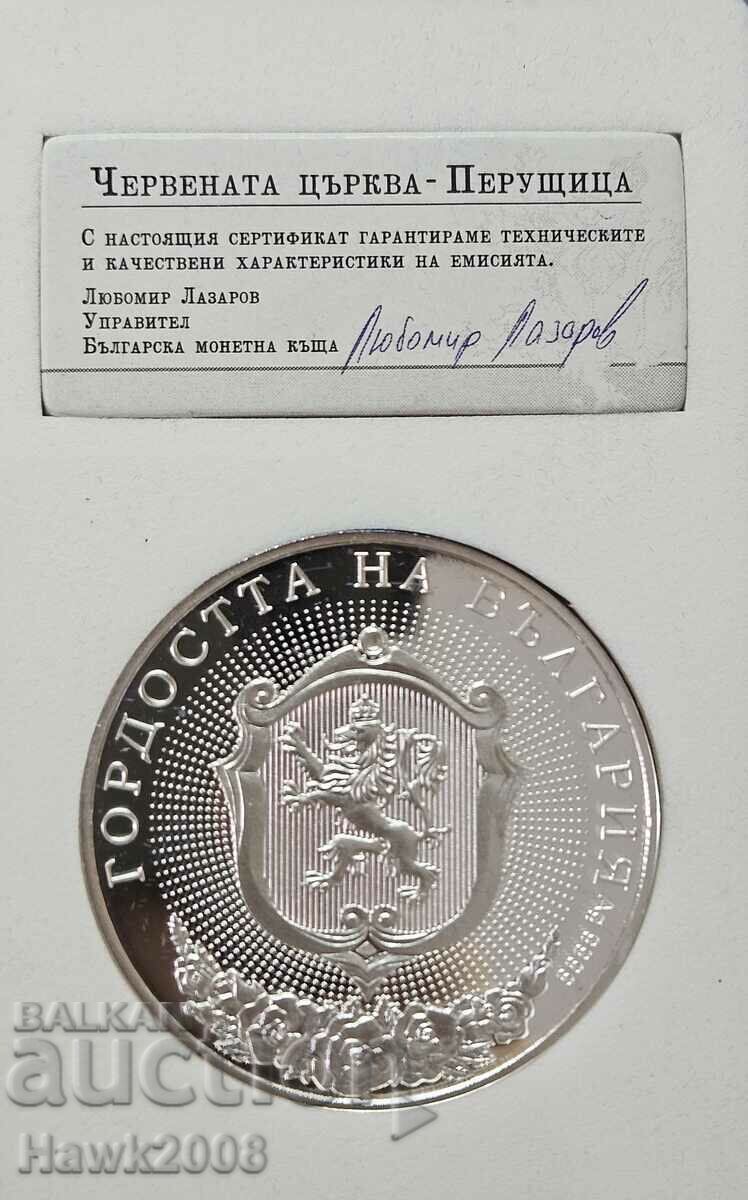 Червената църква - Перущица
С настоящия сертификат гарантираме техническите
и качествени характеристики на емисията.
Любомир Лазаров
Управител
Българска монетна къща
Любомир Лазаров
ГОРДОСТТА НА БЪЛГАРИЯ
BALKAN
auction
Hawk2008